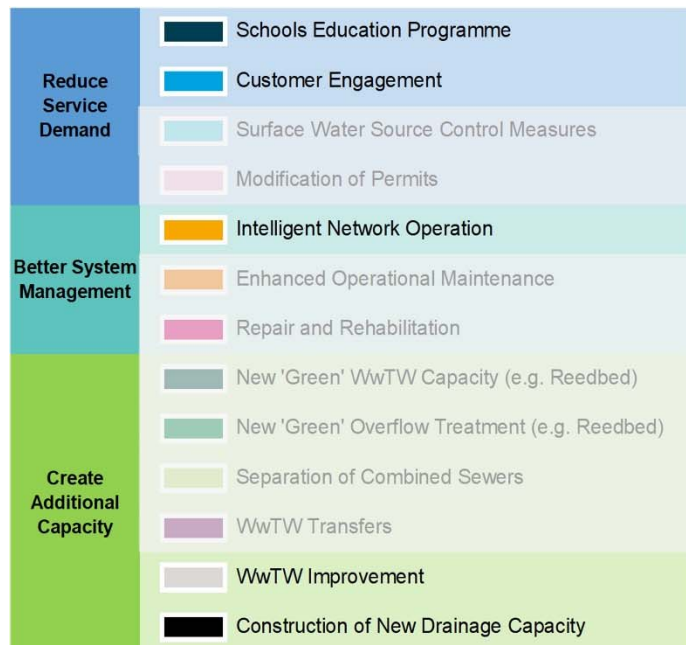 Reduce
Service
Demand
Schools Education Programme
Customer Engagement
Surface Water Source Control Measures
Modification of Permits
Better System
Management
Intelligent Network Operation
Enhanced Operational Maintenance
Repair and Rehabilitation
Create
Additional
Capacity
New 'Green' WwTW Capacity (e.g. Reedbed)
New 'Green' Overflow Treatment (e.g. Reedbed)
Separation of Combined Sewers
WwTW Transfers
WwTW Improvement
Construction of New Drainage Capacity